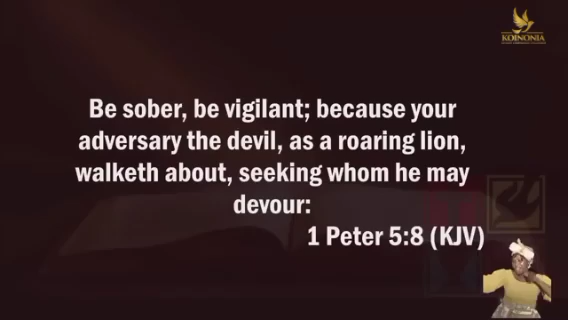 KOINONIA
Be sober, be vigilant; because your
adversary the devil, as a roaring lion,
walketh about, seeking whom he may
devour:
1 Peter 5:8 (KJV)